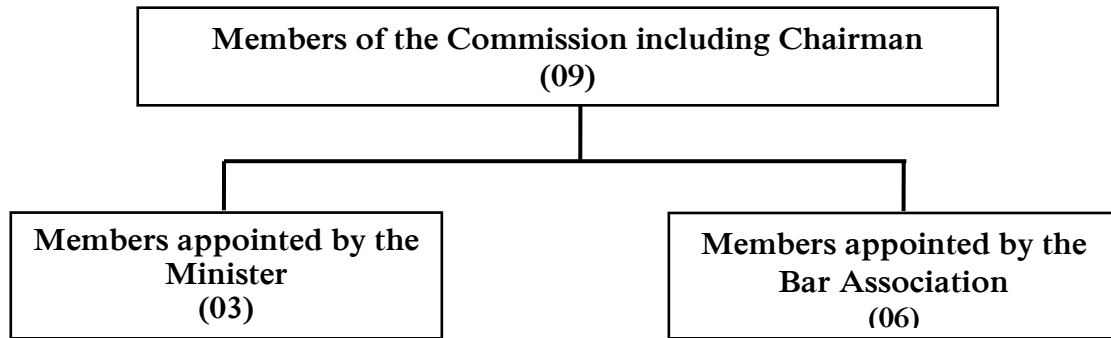 Members of the Commission including Chairman
(09)
Members appointed by the
Minister
(03)
Members appointed by the
Bar Association
(06)